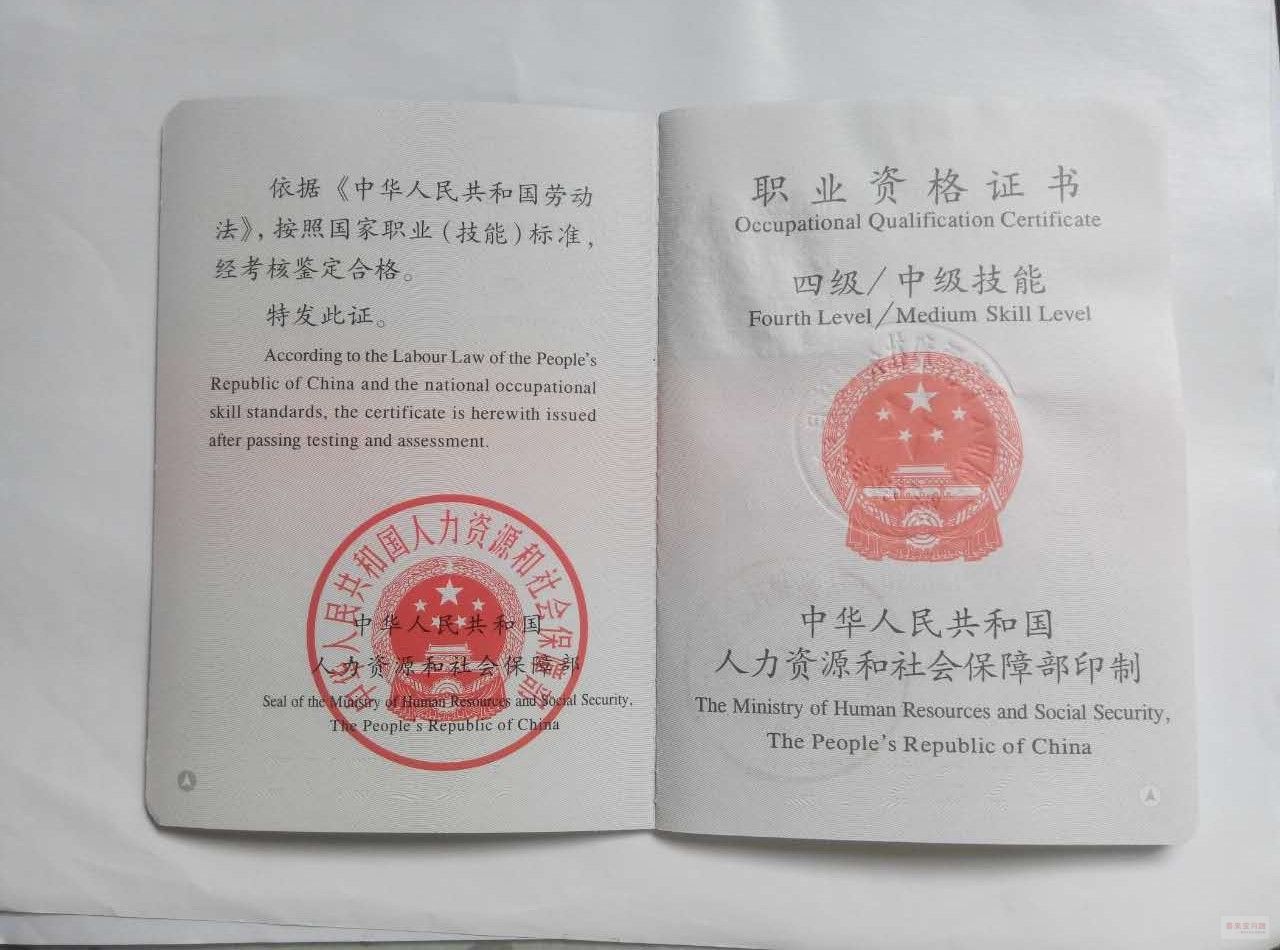 依据《中华人民共和国劳动
法》，按照国家职业（技能）标准，
经考核鉴定合格。
特发此证。
According to the Labour Law of the People's
Republic of China and the national occupational
skill standards, the certificate is herewith issued
after passing testing and assessment.
中华人民共和国人力资源和社会保障部
中华人民共和国
人力资源和社会保障部
Seal of the Ministry of Human Resources and Social Security,
The People's Republic of China
职业资格证书
Occupational Qualification Certificate
四级/中级技能
Fourth Level/Medium Skill Level
中华人民共和国
人力资源和社会保障部印制
The Ministry of Human Resources and Social Security,
The People's Republic of China